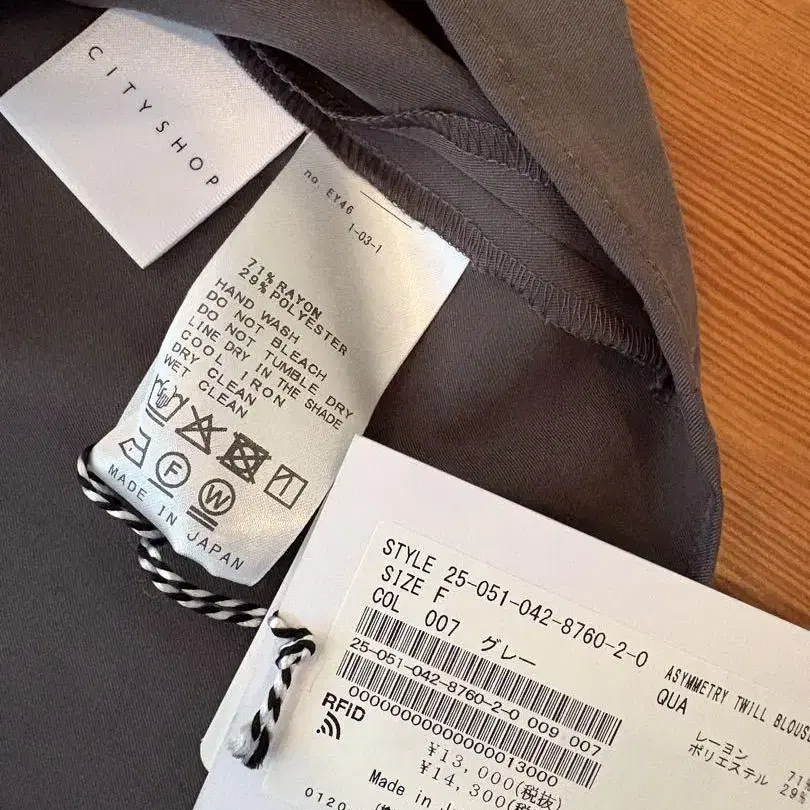 CITYSHOP
no. EY46
1-03-1
71% RAYON
29% POLYESTER
HAND WASH
DO NOT BLEACH
DO NOT TUMBLE DRY
LINE DRY IN THE SHADE
COOL IRON
DRY CLEAN
WET CLEAN
F
W
MADE IN JAPAN
STYLE 25-051-042-8760-2-0
SIZE F
COL 007 グレー
25-051-042-8760-2-0 009 007
0000000000000013000
RFID
¥13,000(税抜)
¥14,300(税
Made in
0120
ASYMMETRY TWILL BLOUS
QUA
レーヨン 71%
ポリエステル 29%